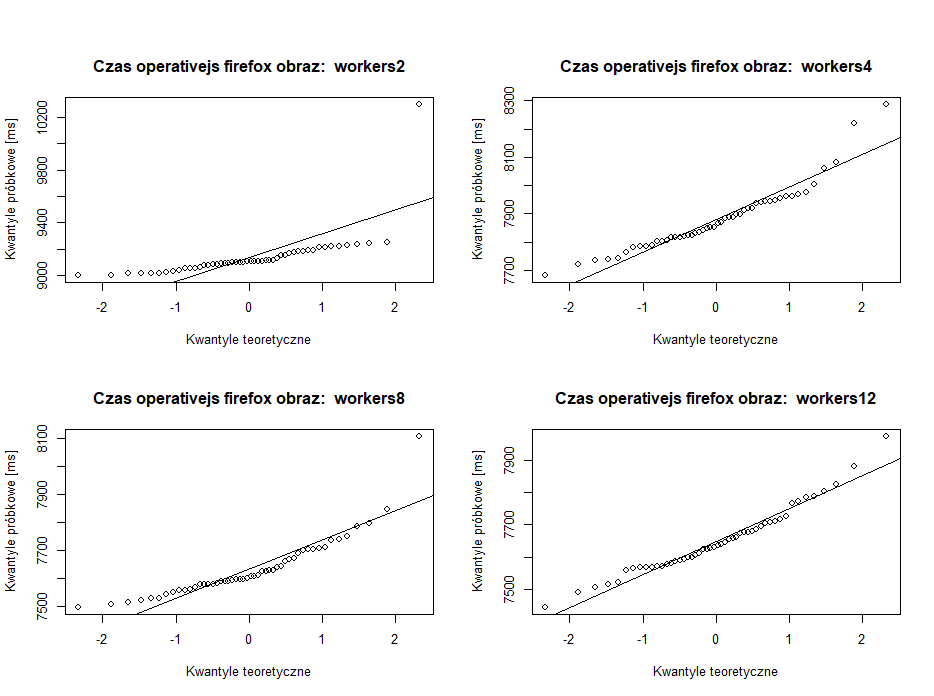 Czas operativejs firefox obraz:  workers2
Kwantyle próbkowe [ms]
10200
9800
9400
9000
-2 -1 0 1 2
Kwantyle teoretyczne
Czas operativejs firefox obraz:  workers4
Kwantyle próbkowe [ms]
8300
8100
7900
7700
-2 -1 0 1 2
Kwantyle teoretyczne
Czas operativejs firefox obraz:  workers8
Kwantyle próbkowe [ms]
8100
7900
7700
7500
-2 -1 0 1 2
Kwantyle teoretyczne
Czas operativejs firefox obraz:  workers12
Kwantyle próbkowe [ms]
7900
7700
7500
-2 -1 0 1 2
Kwantyle teoretyczne